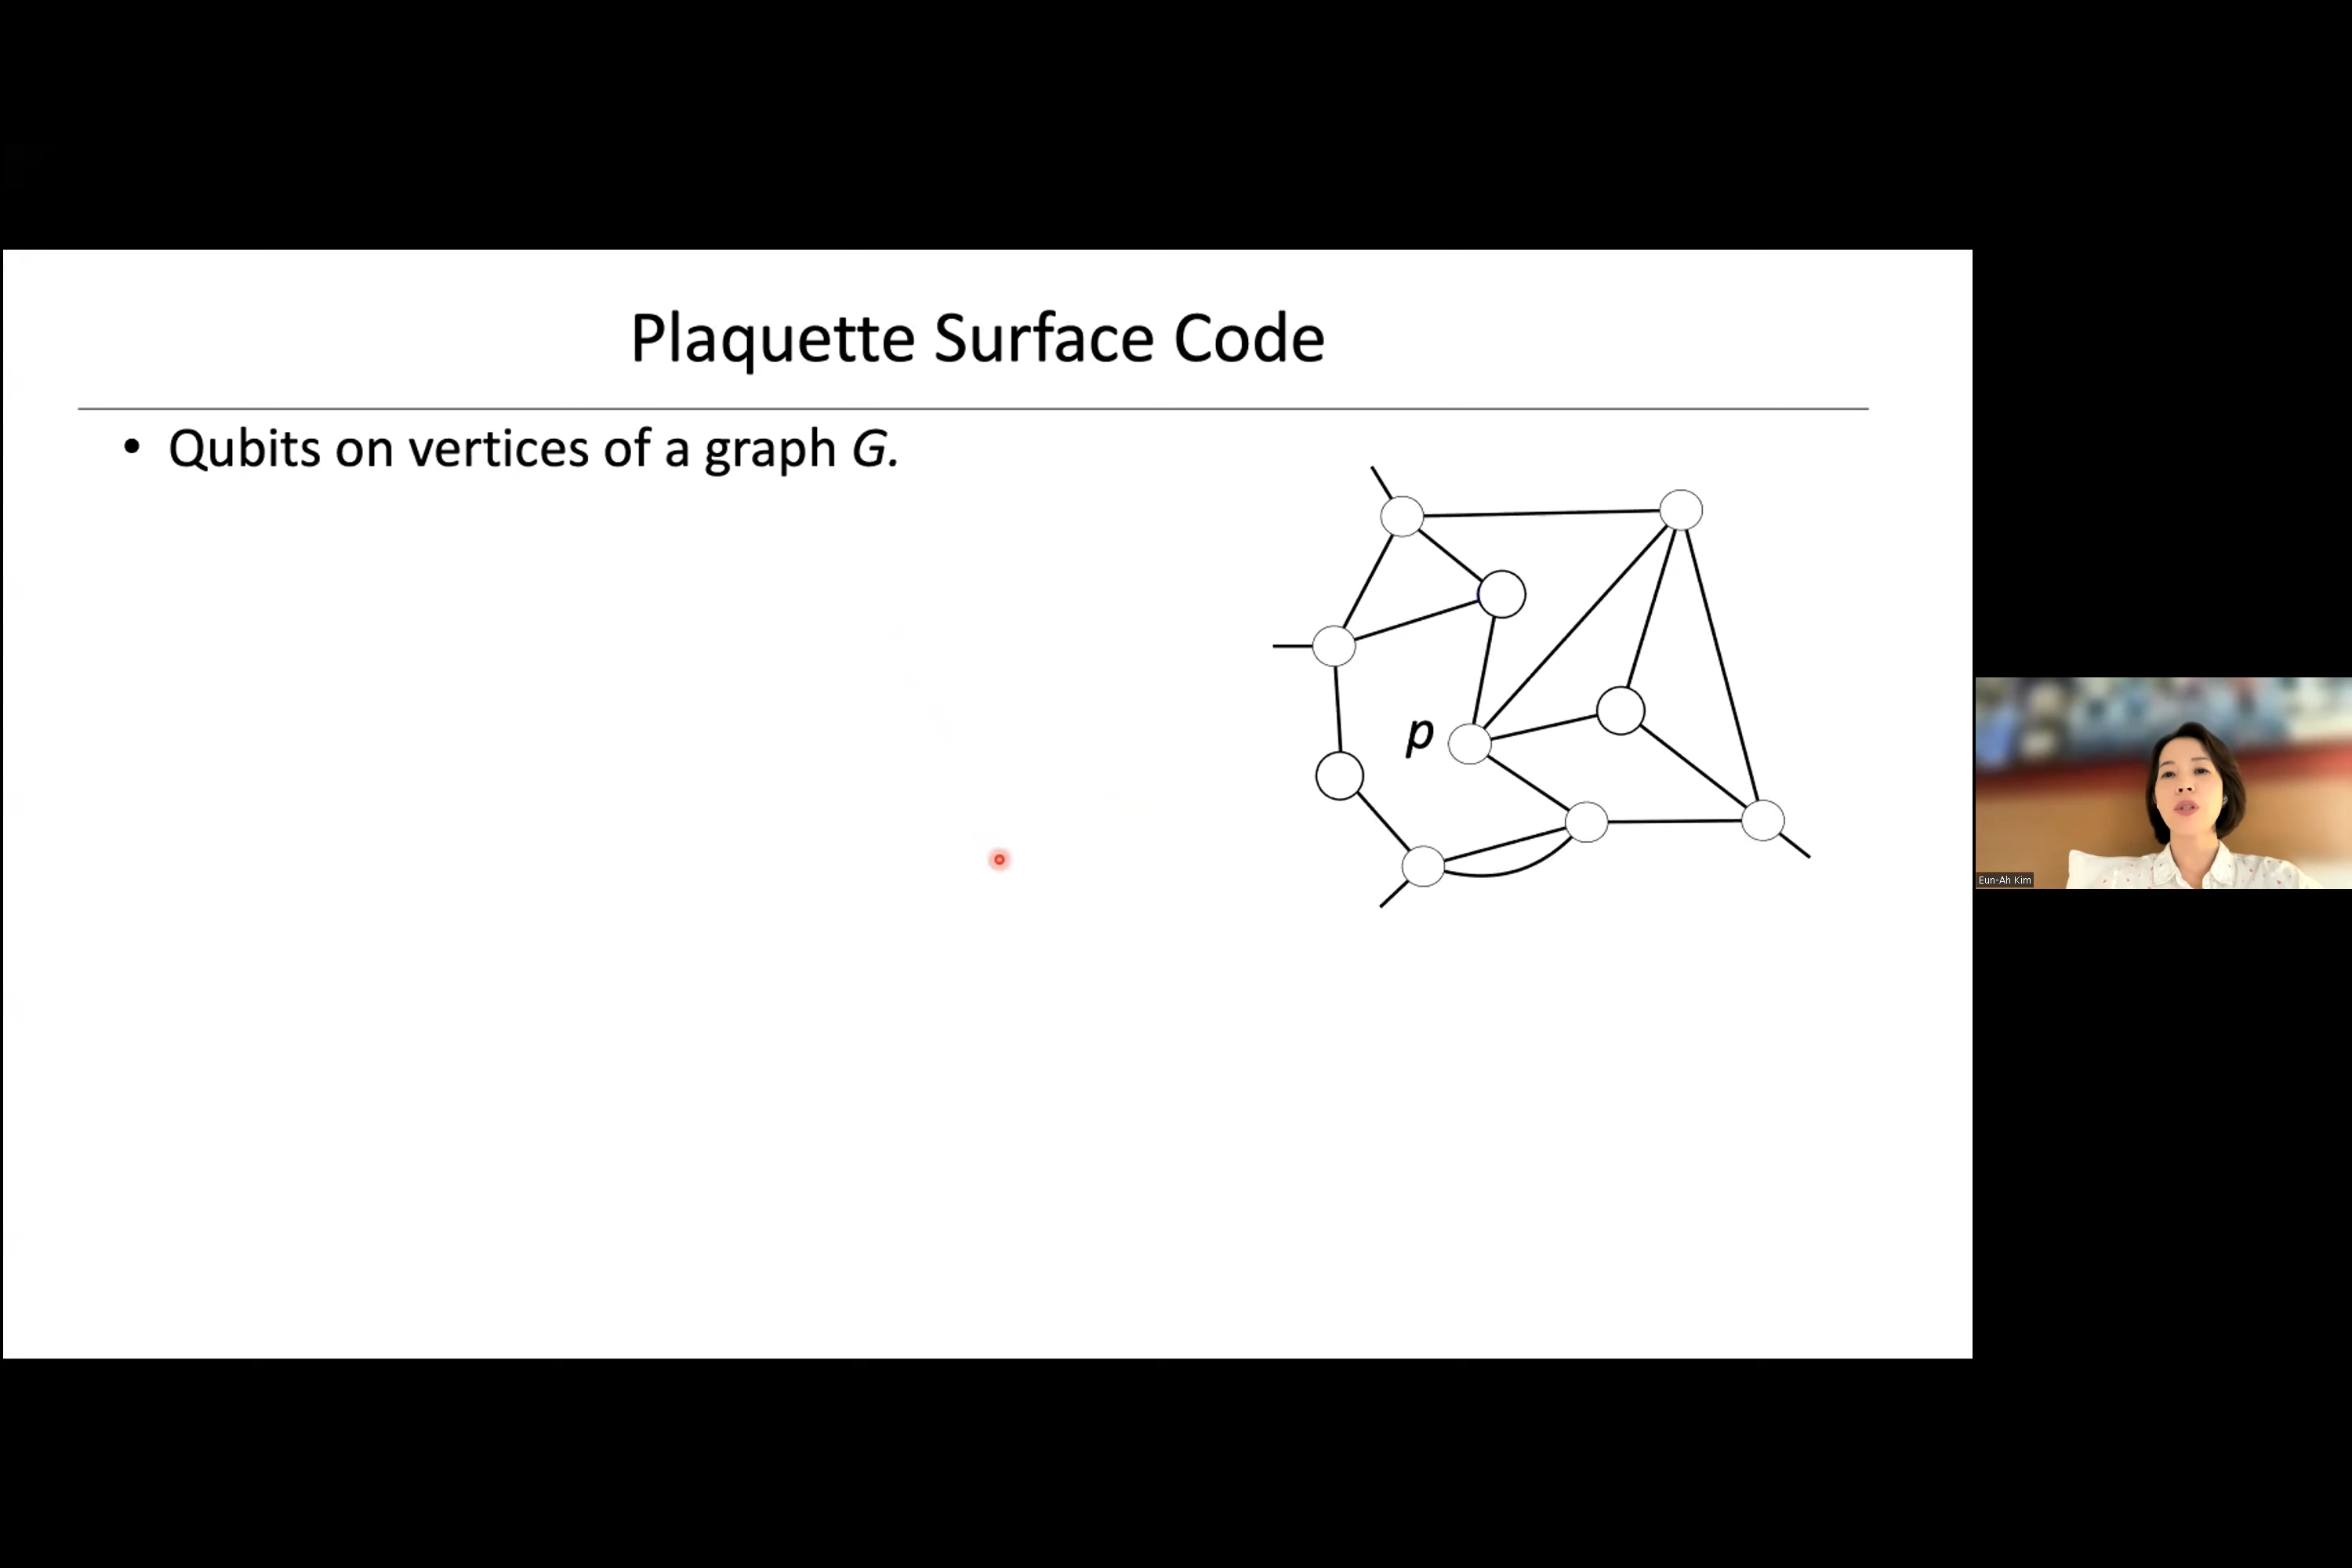 Plaquette Surface Code
• Qubits on vertices of a graph G.
p
Eun-Ah Kim